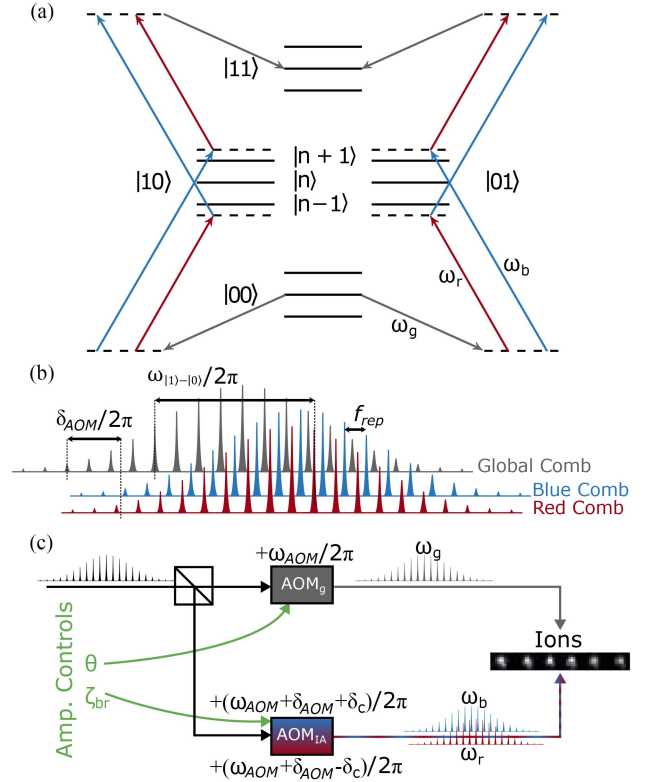 (a)
|11⟩
|n + 1⟩
|10⟩ |n⟩ |01⟩
|n−1⟩
ω_r ω_b
|00⟩
ω_g
(b)
ω_{|1⟩−|0⟩}/2π
δ_{AOM}/2π
f_{rep}
Global Comb
Blue Comb
Red Comb
(c)
+ω_{AOM}/2π
ω_g
AOM_g
Amp. Controls
θ
ζ_{br}
Ions
+(ω_{AOM}+δ_{AOM}+δ_c)/2π
ω_b
AOM_{IA}
ω_r
+(ω_{AOM}+δ_{AOM}-δ_c)/2π